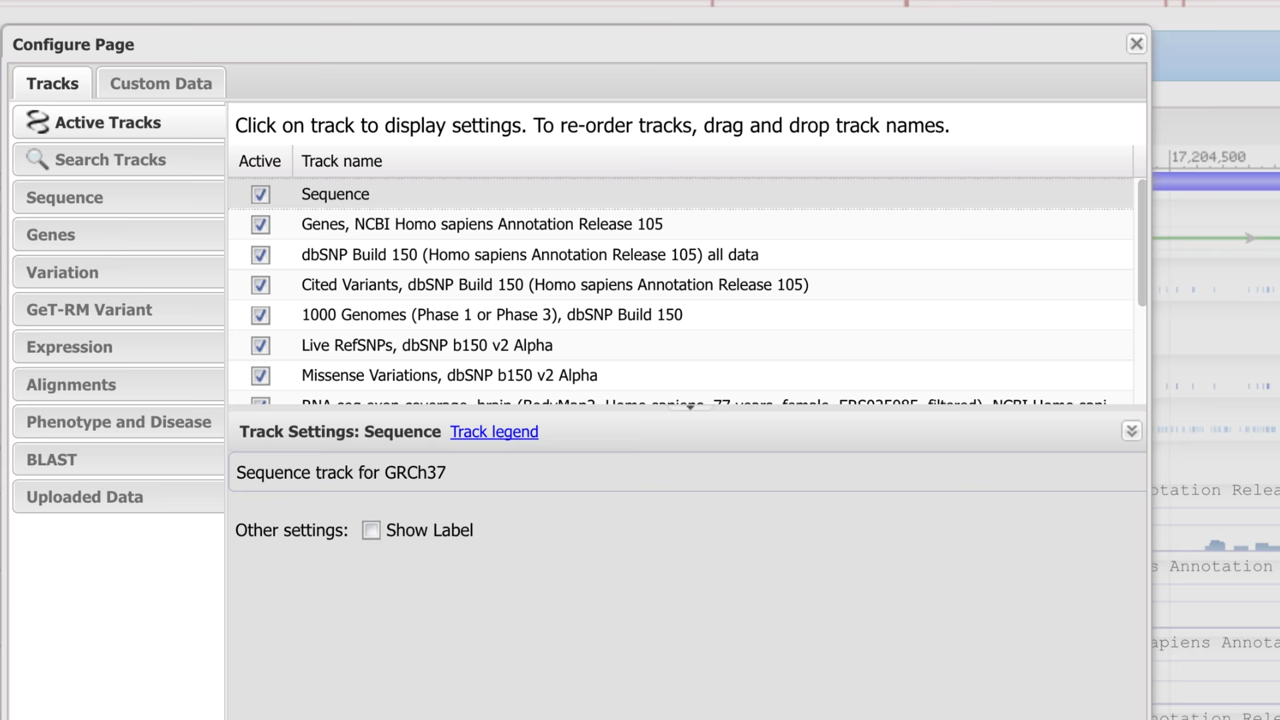 Configure Page
Tracks
Custom Data
Active Tracks
Search Tracks
Sequence
Genes
Variation
GeT-RM Variant
Expression
Alignments
Phenotype and Disease
BLAST
Uploaded Data
Click on track to display settings. To re-order tracks, drag and drop track names.
Active Track name
Sequence
Genes, NCBI Homo sapiens Annotation Release 105
dbSNP Build 150 (Homo sapiens Annotation Release 105) all data
Cited Variants, dbSNP Build 150 (Homo sapiens Annotation Release 105)
1000 Genomes (Phase 1 or Phase 3), dbSNP Build 150
Live RefSNPs, dbSNP b150 v2 Alpha
Missense Variations, dbSNP b150 v2 Alpha
Track Settings: Sequence Track legend
Sequence track for GRCh37
Other settings: Show Label
17,204,500
Annotation